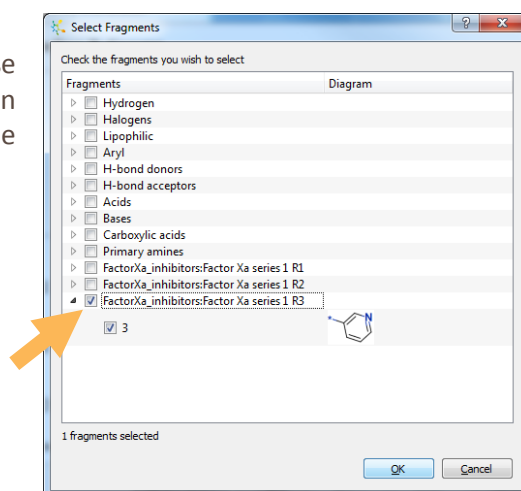 Select Fragments
Check the fragments you wish to select
Fragments Diagram
Hydrogen
Halogens
Lipophilic
Aryl
H-bond donors
H-bond acceptors
Acids
Bases
Carboxylic acids
Primary amines
FactorXa_inhibitors:Factor Xa series 1 R1
FactorXa_inhibitors:Factor Xa series 1 R2
FactorXa_inhibitors:Factor Xa series 1 R3
3
* N
1 fragments selected
OK Cancel